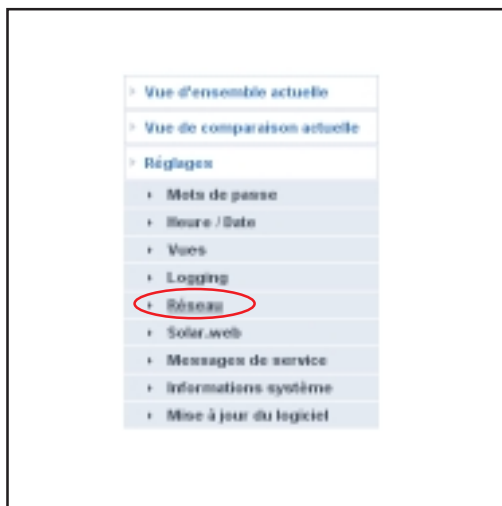 Vue d'ensemble actuelle
Vue de comparaison actuelle
Réglages
Mots de passe
Heure / Date
Vues
Logging
Réseau
Solar.web
Messages de service
Informations système
Mise à jour du logiciel